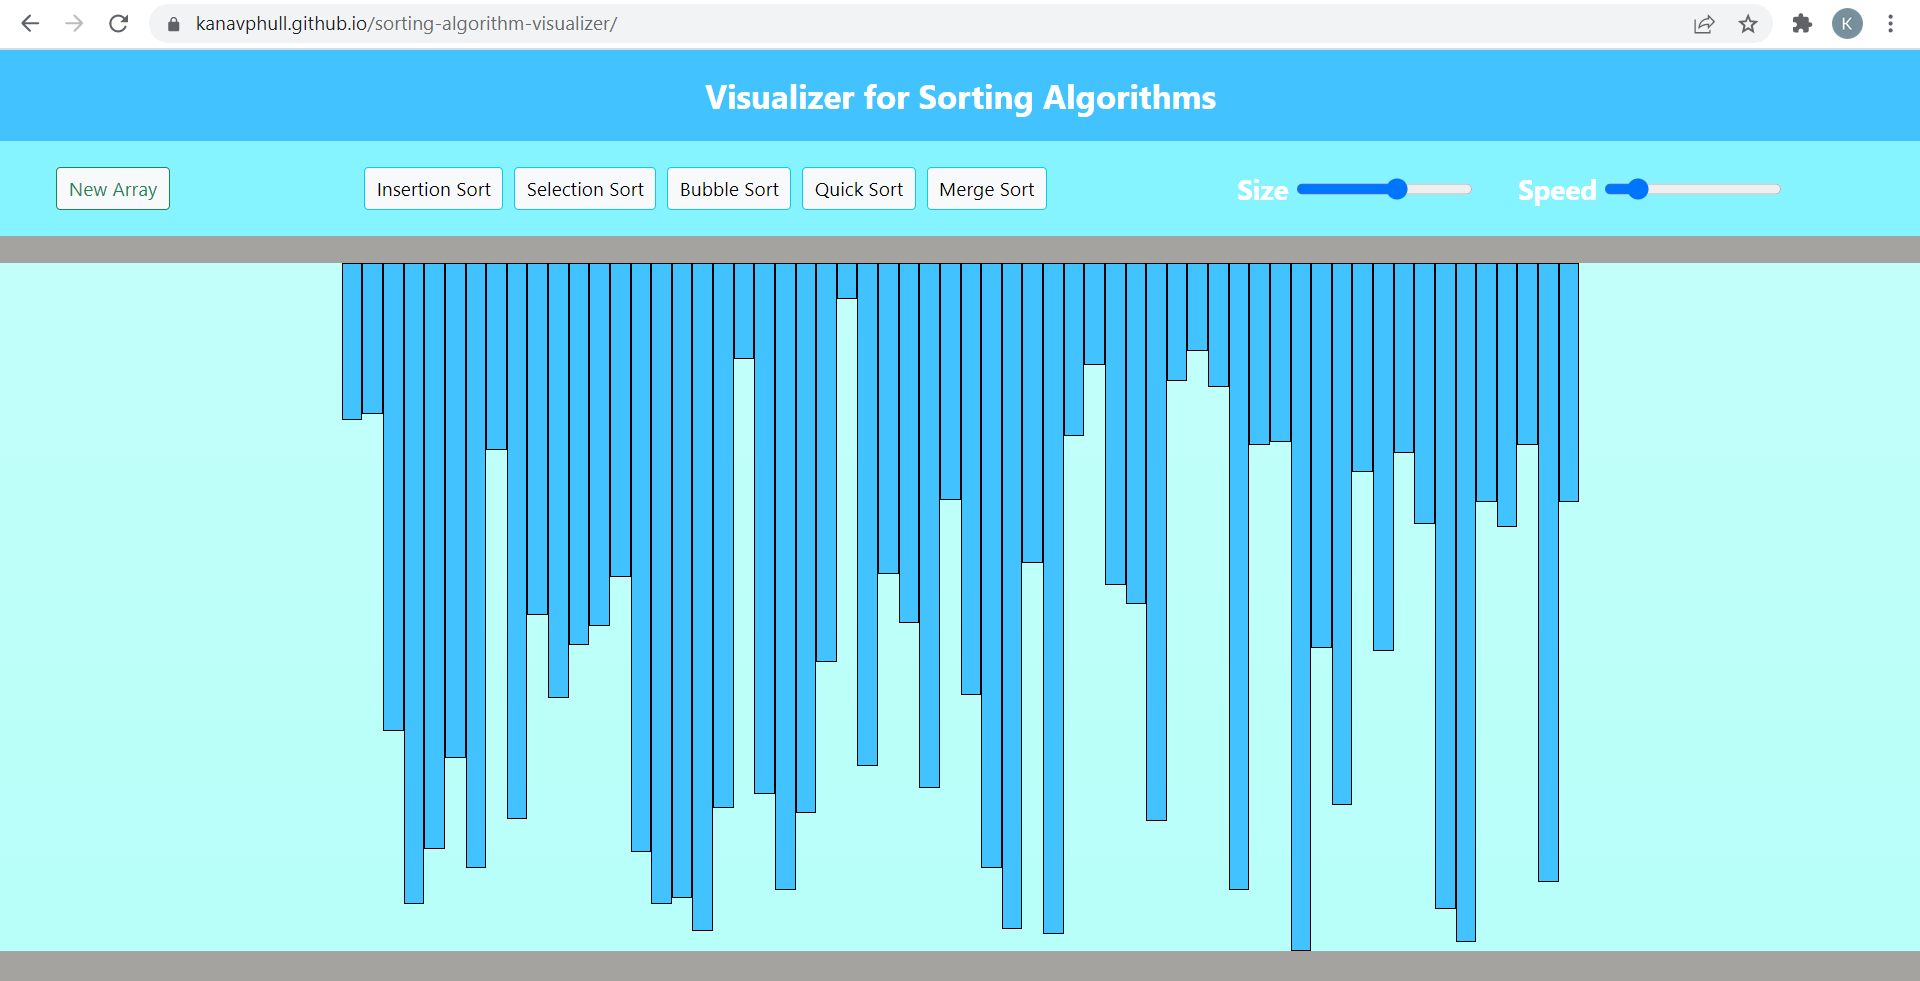 kanavphull.github.io/sorting-algorithm-visualizer/
K
Visualizer for Sorting Algorithms
New Array
Insertion Sort
Selection Sort
Bubble Sort
Quick Sort
Merge Sort
Size
Speed